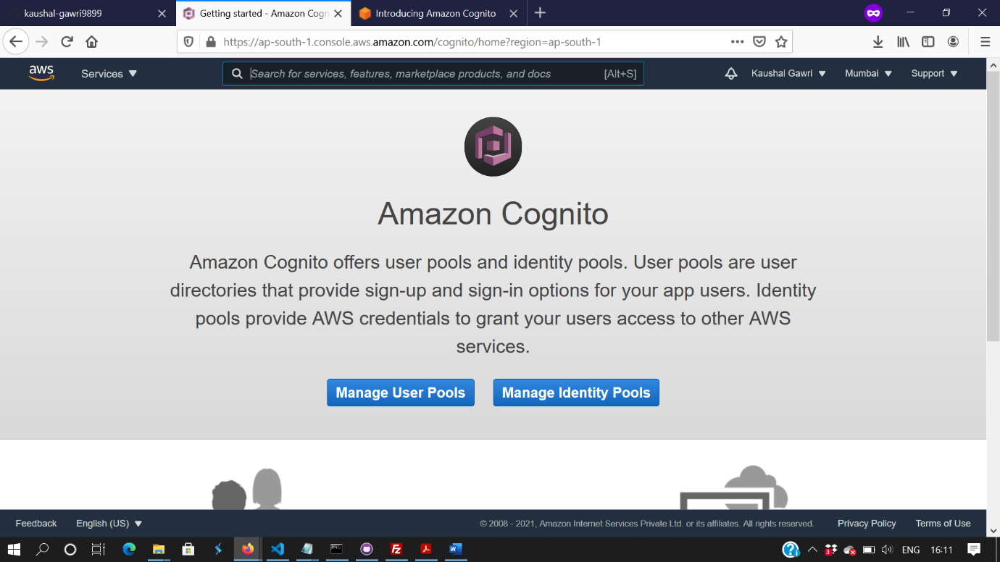 kaushal-gawri9899
Getting started - Amazon Cogn
Introducing Amazon Cognito
https://ap-south-1.console.aws.amazon.com/cognito/home?region=ap-south-1
aws
Services
Search for services, features, marketplace products, and docs
[Alt+S]
Kaushal Gawri
Mumbai
Support
Amazon Cognito
Amazon Cognito offers user pools and identity pools. User pools are user
directories that provide sign-up and sign-in options for your app users. Identity
pools provide AWS credentials to grant your users access to other AWS
services.
Manage User Pools
Manage Identity Pools
Feedback
English (US)
© 2008 - 2021, Amazon Internet Services Private Ltd. or its affiliates. All rights reserved.
Privacy Policy
Terms of Use
3
ENG
16:11